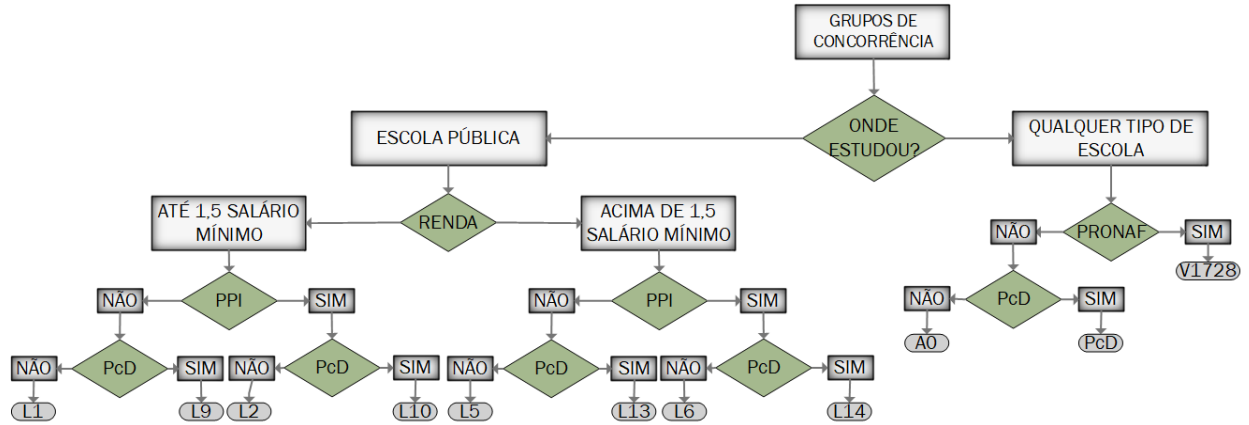 GRUPOS DE
CONCORRÊNCIA
ESCOLA PÚBLICA
ONDE
ESTUDOU?
QUALQUER TIPO DE
ESCOLA
ATÉ 1,5 SALÁRIO
MÍNIMO
RENDA
ACIMA DE 1,5
SALÁRIO MÍNIMO
NÃO
PRONAF
SIM
V1728
NÃO
PPI
SIM
NÃO
PPI
SIM
NÃO
PcD
SIM
A0
PcD
NÃO
PcD
SIM
NÃO
PcD
SIM
NÃO
PcD
SIM
NÃO
PcD
SIM
L1
L9
L2
L10
L5
L13
L6
L14